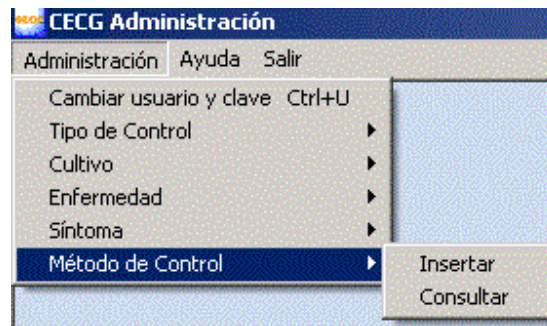 CECG Administración
Administración Ayuda Salir
Cambiar usuario y clave Ctrl+U
Tipo de Control
Cultivo
Enfermedad
Síntoma
Método de Control
Insertar
Consultar